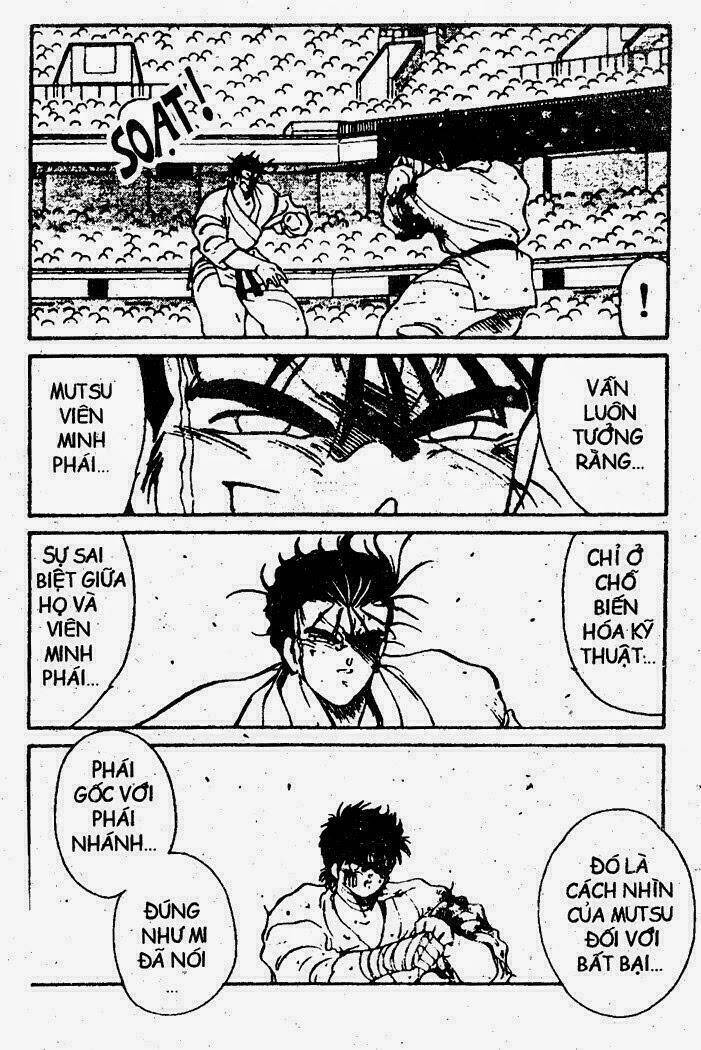 SOẠT!
!
MUTSU
VIÊN
MINH
PHÁI...
VẪN
LUÔN
TƯỞNG
RẰNG...
SỰ SAI
BIỆT GIỮA
HỌ VÀ
VIÊN
MINH
PHÁI...
CHỈ Ở
CHỖ
BIẾN
HÓA KỸ
THUẬT...
PHÁI
GỐC VỚI
PHÁI
NHÁNH...
ĐÚNG
NHƯ MI
ĐÃ NÓI
...
ĐÓ LÀ
CÁCH NHÌN
CỦA MUTSU
ĐỐI VỚI
BẤT BẠI...